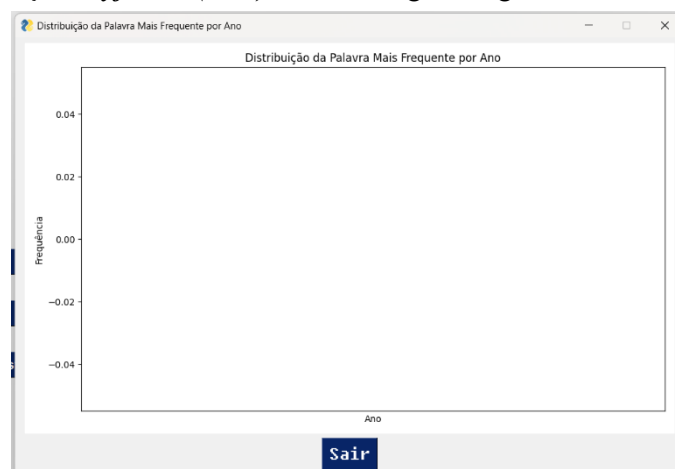 Distribuição da Palavra Mais Frequente por Ano
Distribuição da Palavra Mais Frequente por Ano
0.04
0.02
0.00
−0.02
−0.04
Frequência
Ano
Sair